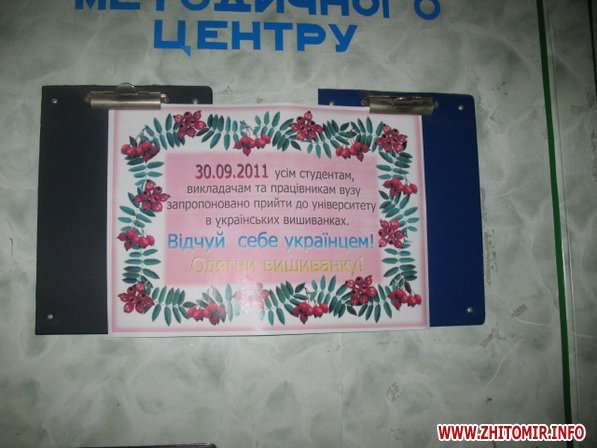 МЕТОДИЧНОГО
ЦЕНТРУ
30.09.2011 усім студентам,
викладачам та працівникам вузу
запропоновано прийти до університету
в українських вишиванках.
Відчуй себе українцем!
Одягни вишиванку!
WWW.ZHITOMIR.INFO